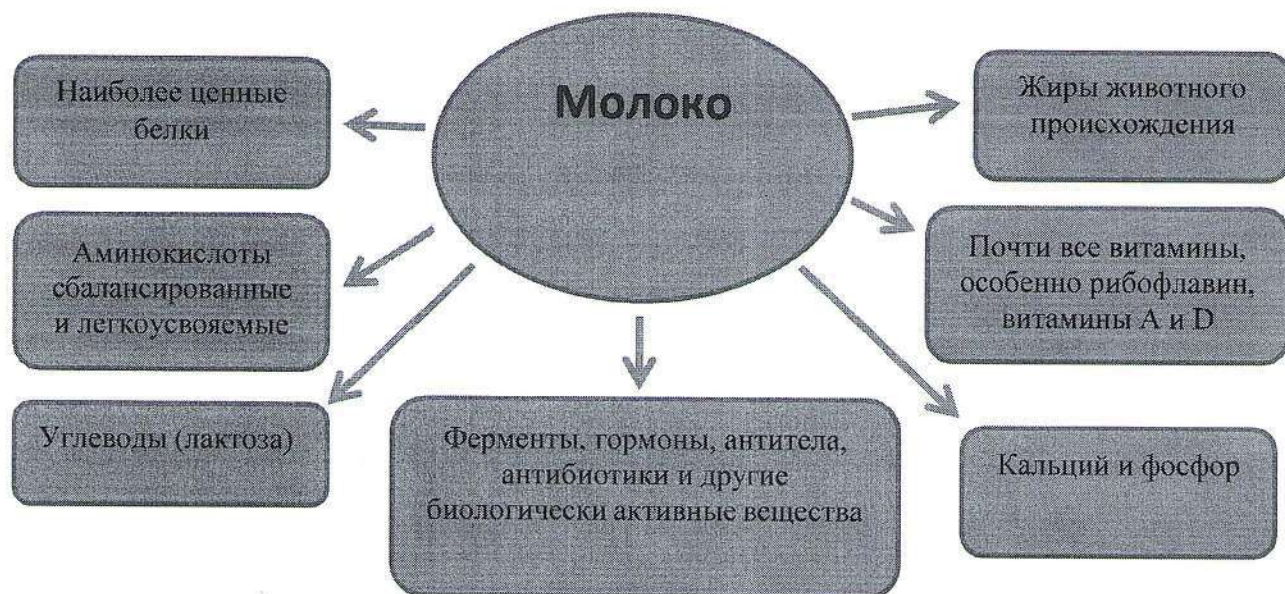 Молоко
Наиболее ценные
белки
Жиры животного
происхождения
Аминокислоты
сбалансированные
и легкоусвояемые
Почти все витамины,
особенно рибофлавин,
витамины А и D
Углеводы (лактоза)
Ферменты, гормоны, антитела,
антибиотики и другие
биологически активные вещества
Кальций и фосфор